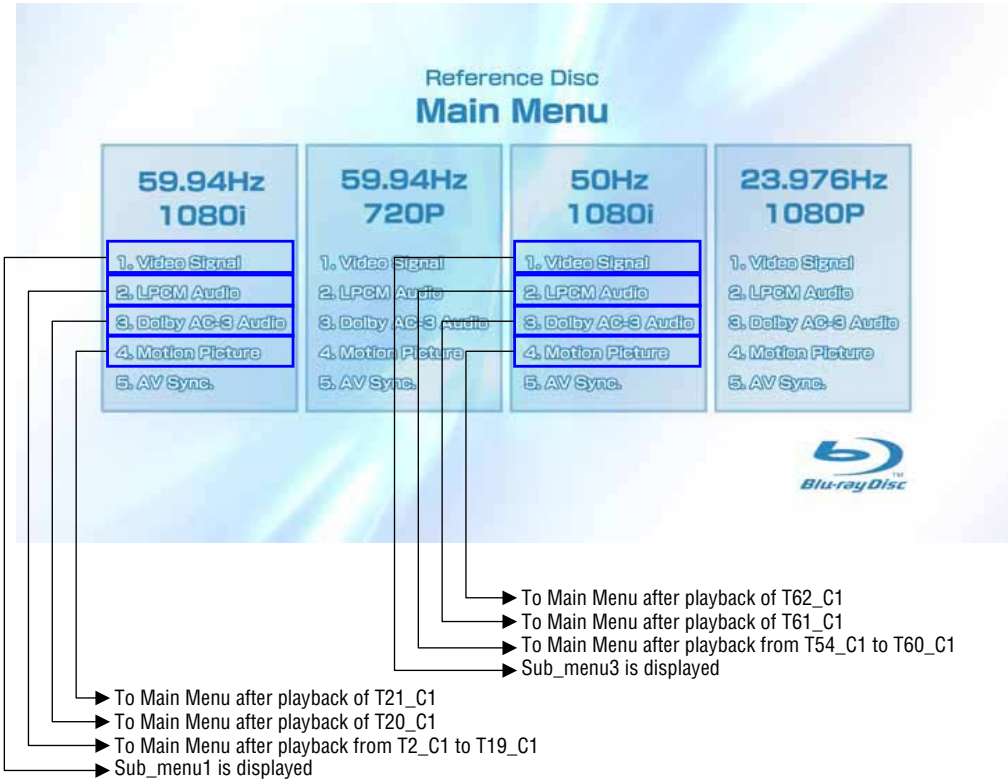 Reference Disc
Main Menu
59.94Hz
1080i
1. Video Signal
2. LPCM Audio
3. Dolby AC-3 Audio
4. Motion Picture
5. AV Sync.
59.94Hz
720P
1. Video Signal
2. LPCM Audio
3. Dolby AC-3 Audio
4. Motion Picture
5. AV Sync.
50Hz
1080i
1. Video Signal
2. LPCM Audio
3. Dolby AC-3 Audio
4. Motion Picture
5. AV Sync.
23.976Hz
1080P
1. Video Signal
2. LPCM Audio
3. Dolby AC-3 Audio
4. Motion Picture
5. AV Sync.
TM
Blu-ray Disc
To Main Menu after playback of T62_C1
To Main Menu after playback of T61_C1
To Main Menu after playback from T54_C1 to T60_C1
Sub_menu3 is displayed
To Main Menu after playback of T21_C1
To Main Menu after playback of T20_C1
To Main Menu after playback from T2_C1 to T19_C1
Sub_menu1 is displayed